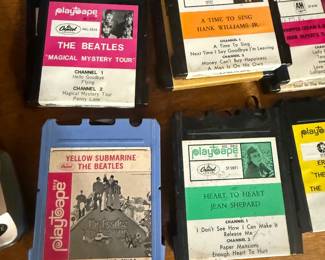 playtape
Capitol
THE BEATLES
"MAGICAL MYSTERY TOUR"
CHANNEL 1
Hello Goodbye
Flying
CHANNEL 2
Magical Mystery Tour
Penny Lane
A TIME TO SING
HANK WILLIAMS JR.
CHANNEL 1
A Time To Sing
Next Time I Say Goodbye I'm Leaving
CHANNEL 2
Money Can't Buy Happiness
A Man Is On His Own
YELLOW SUBMARINE
THE BEATLES
playtape
playtape
Capitol
HEART TO HEART
JEAN SHEPARD
CHANNEL 1
I Don't See How I Can Make It
Release Me
CHANNEL 2
Paper Mansions
Enough Heart To Hurt
playtape